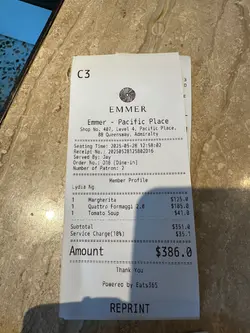 C3
EMMER
Emmer - Pacific Place
Shop No. 407, Level 4, Pacific Place,
88 Queensway, Admiralty
Seating Time: 2025-05-28 12:58:02
Receipt No.:
Served By: Jay
Order No.: 210 [Dine-in]
Number of Patron: 2
Member Profile
Lydia Ng
1 Margherita $125.0
1 Quattro Formaggi 2.0 $185.0
1 Tomato Soup $41.0
Subtotal $351.0
Service Charge(10%) $35.1
Amount $386.0
Thank You
Powered by Eats365
REPRINT